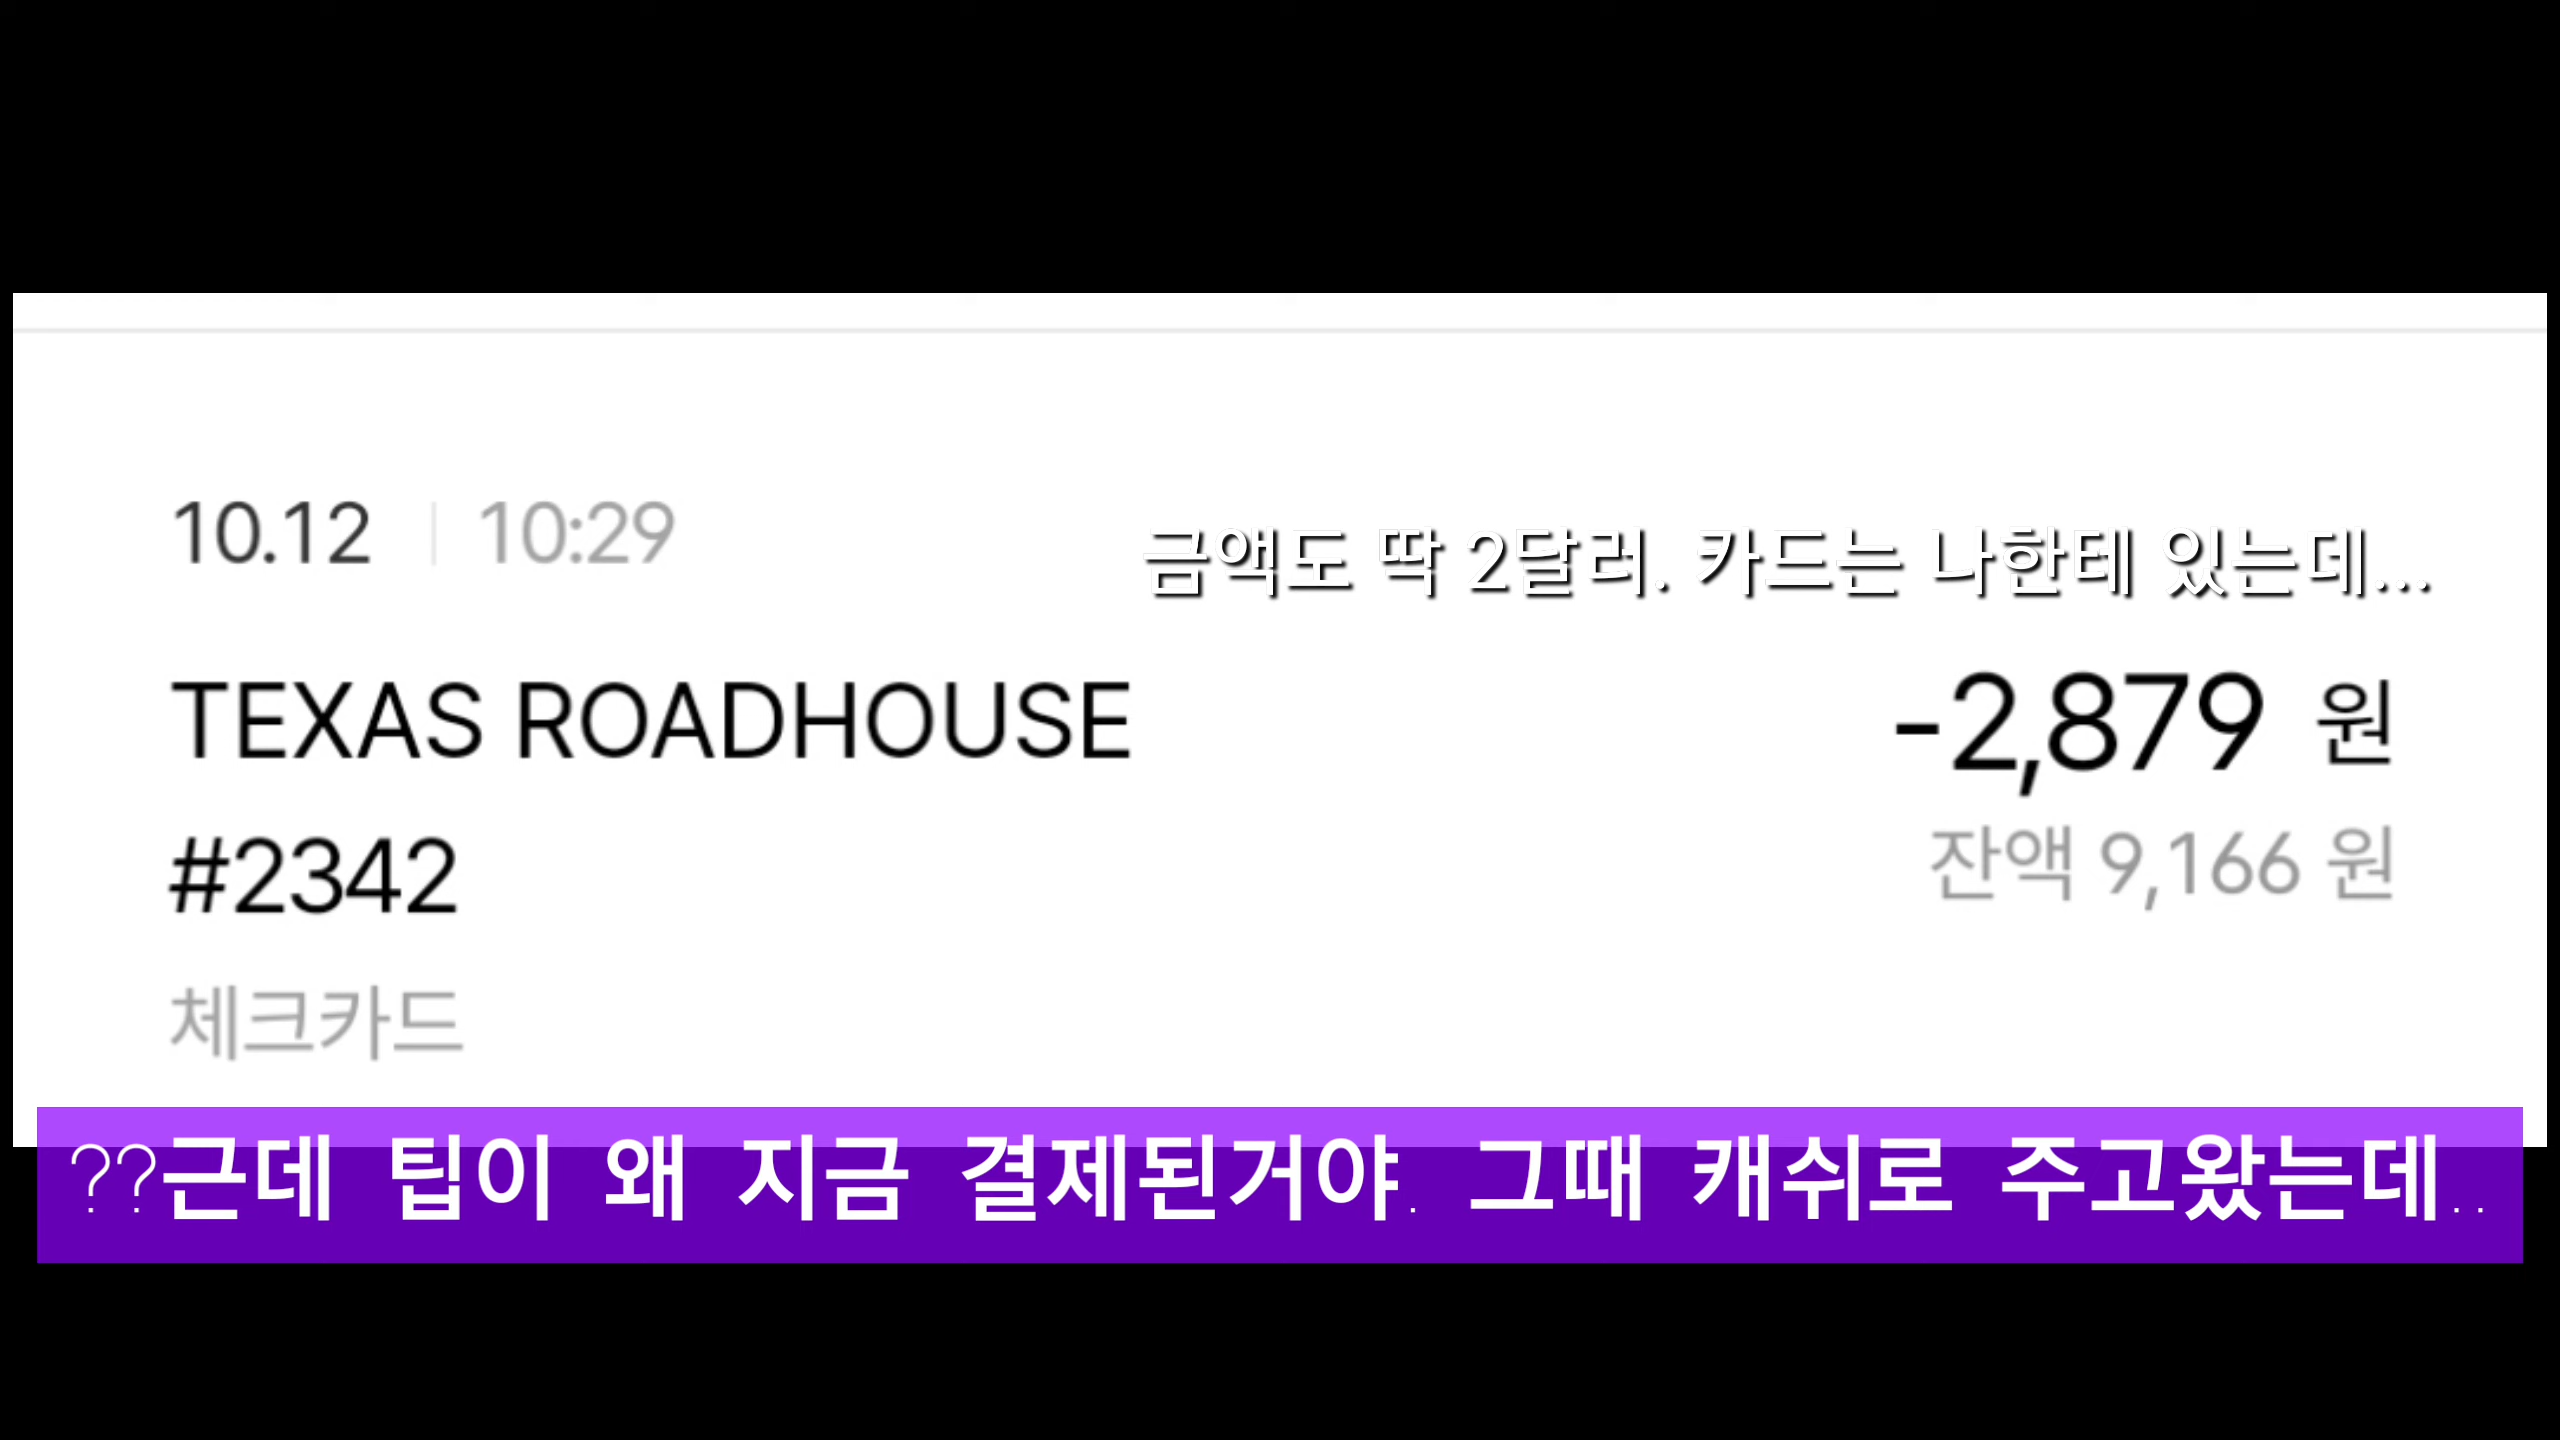 10.12 | 10:29
금액도 딱 2달러. 카드는 나한테 있는데...
TEXAS ROADHOUSE
#2342
-2,879 원
잔액 9,166 원
체크카드
??근데 팁이 왜 지금 결제된거야. 그때 캐쉬로 주고왔는데..